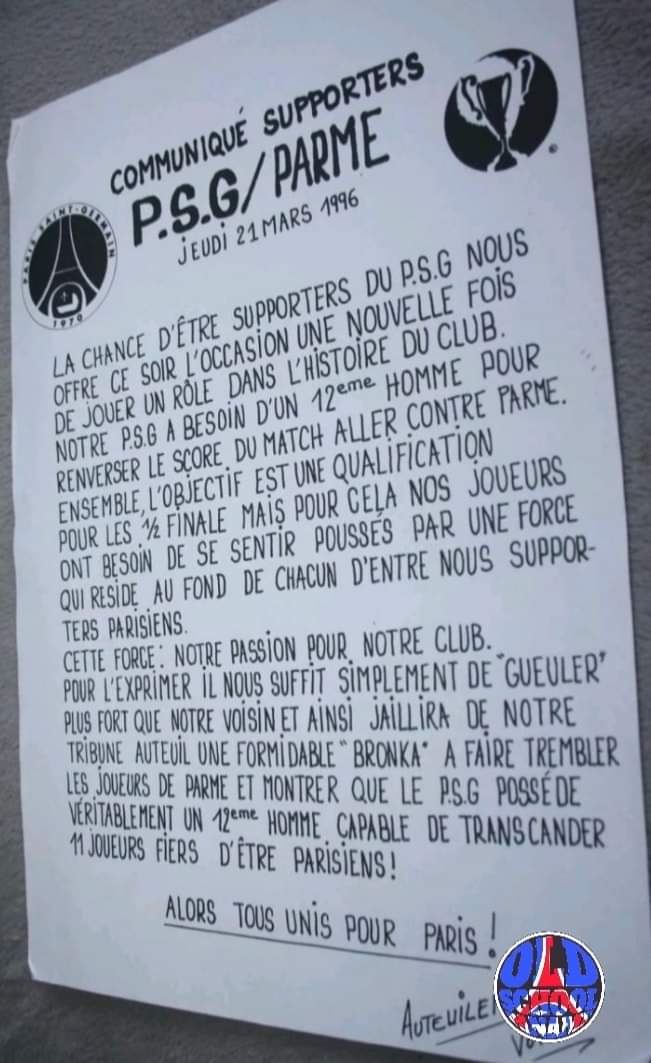 COMMUNIQUÉ SUPPORTERS
P.S.G/PARME
JEUDI 21 MARS 1996
PARIS SAINT-GERMAIN
1970
LA CHANCE D'ÊTRE SUPPORTERS DU P.S.G NOUS
OFFRE CE SOIR L'OCCASION UNE NOUVELLE FOIS
DE JOUER UN RÔLE DANS L'HISTOIRE DU CLUB.
NOTRE P.S.G A BESOIN D'UN 12eme HOMME POUR
RENVERSER LE SCORE DU MATCH ALLER CONTRE PARME.
ENSEMBLE, L'OBJECTIF EST UNE QUALIFICATION
POUR LES 1/2 FINALE MAIS POUR CELA NOS JOUEURS
ONT BESOIN DE SE SENTIR POUSSÉS PAR UNE FORCE
QUI RESIDE AU FOND DE CHACUN D'ENTRE NOUS SUPPOR-
TERS PARISIENS.
CETTE FORCE: NOTRE PASSION POUR NOTRE CLUB.
POUR L'EXPRIMER IL NOUS SUFFIT SIMPLEMENT DE "GUEULER"
PLUS FORT QUE NOTRE VOISIN ET AINSI JAILLIRA DE NOTRE
TRIBUNE AUTEUIL UNE FORMIDABLE "BRONKA" A FAIRE TREMBLER
LES JOUEURS DE PARME ET MONTRER QUE LE P.S.G POSSÉDE
VÉRITABLEMENT UN 12eme HOMME CAPABLE DE TRANSCANDER
11 JOUEURS FIERS D'ÊTRE PARISIENS!
ALORS TOUS UNIS POUR PARIS!
OLD
SCHOOL